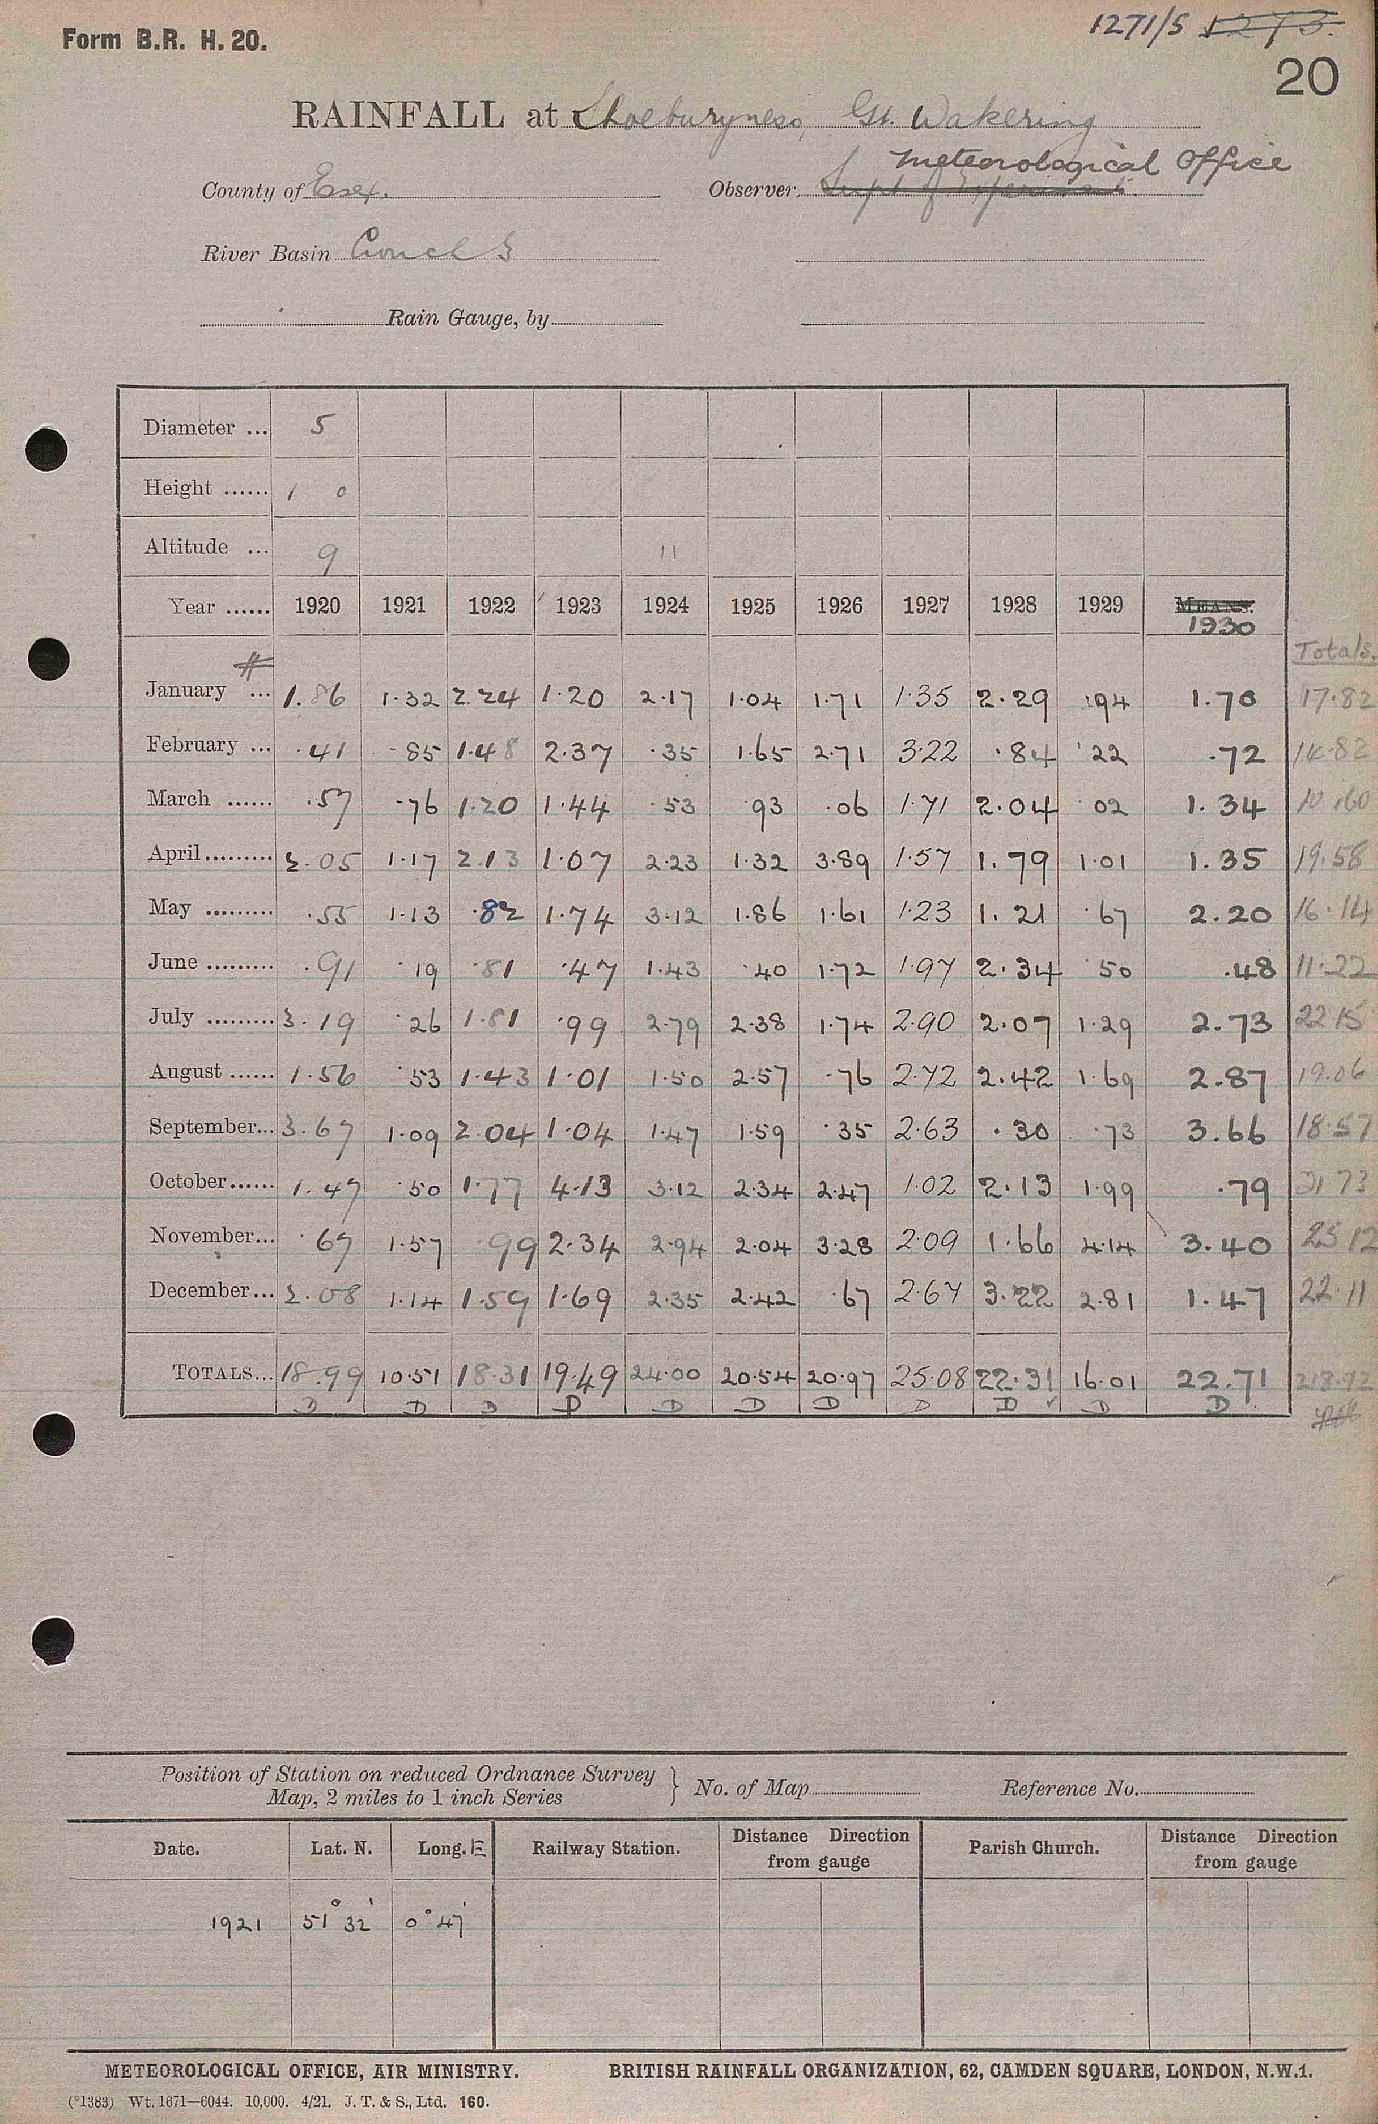 Form B.R. H. 20.
1271/5 1273.
20
RAINFALL at Shoeburyness, Gt. Wakering
Meteorological Office
County of Essex. Observer Supt of Experiments
River Basin Crouch E
Rain Gauge, by
Diameter ... 5
Height ...... 1 0
Altitude ... 9 11
Year ...... 1920 1921 1922 1923 1924 1925 1926 1927 1928 1929 MEANS. 1930
Totals.
January ... 1.86 1.32 2.24 1.20 2.17 1.04 1.71 1.35 2.29 .94 1.70 17.82
February ... .41 .85 1.48 2.37 .35 1.65 2.71 3.22 .84 .22 .72 14.82
March ...... .57 .76 1.20 1.44 .53 .93 .06 1.71 2.04 .02 1.34 10.60
April ......... 2.05 1.17 2.13 1.07 2.23 1.32 3.89 1.57 1.79 1.01 1.35 19.58
May ......... .55 1.13 .82 1.74 3.12 1.86 1.61 1.23 1.21 .67 2.20 16.14
June ......... .91 .19 .81 .47 1.43 .40 1.72 1.97 2.34 .50 .48 11.22
July ......... 3.19 .26 1.81 .99 2.79 2.38 1.74 2.90 2.07 1.29 2.73 22.15
August ...... 1.56 .53 1.43 1.01 1.50 2.57 .76 2.72 2.42 1.69 2.87 19.06
September... 3.67 1.09 2.04 1.04 1.47 1.59 .35 2.63 .30 .73 3.66 18.57
October...... 1.47 .50 1.77 4.13 3.12 2.34 2.47 1.02 2.13 1.99 .79 21.73
November... .67 1.57 .99 2.34 2.94 2.04 3.28 2.09 1.66 4.14 3.40 25.12
December... 2.08 1.14 1.59 1.69 2.35 2.42 .67 2.67 3.22 2.81 1.47 22.11
TOTALS... 18.99 10.51 18.31 19.49 24.00 20.54 20.97 25.08 22.31 16.01 22.71 218.92
D D D D D D D D D D D
Position of Station on reduced Ordnance Survey
Map, 2 miles to 1 inch Series
No. of Map Reference No.
Date. Lat. N. Long. E Railway Station. Distance Direction from gauge Parish Church. Distance Direction from gauge
1921 51° 32' 0° 47'
METEOROLOGICAL OFFICE, AIR MINISTRY. BRITISH RAINFALL ORGANIZATION, 62, CAMDEN SQUARE, LONDON, N.W.1.
(*1383) Wt. 1671—6044. 10,000. 4/21. J. T. & S., Ltd. 160.